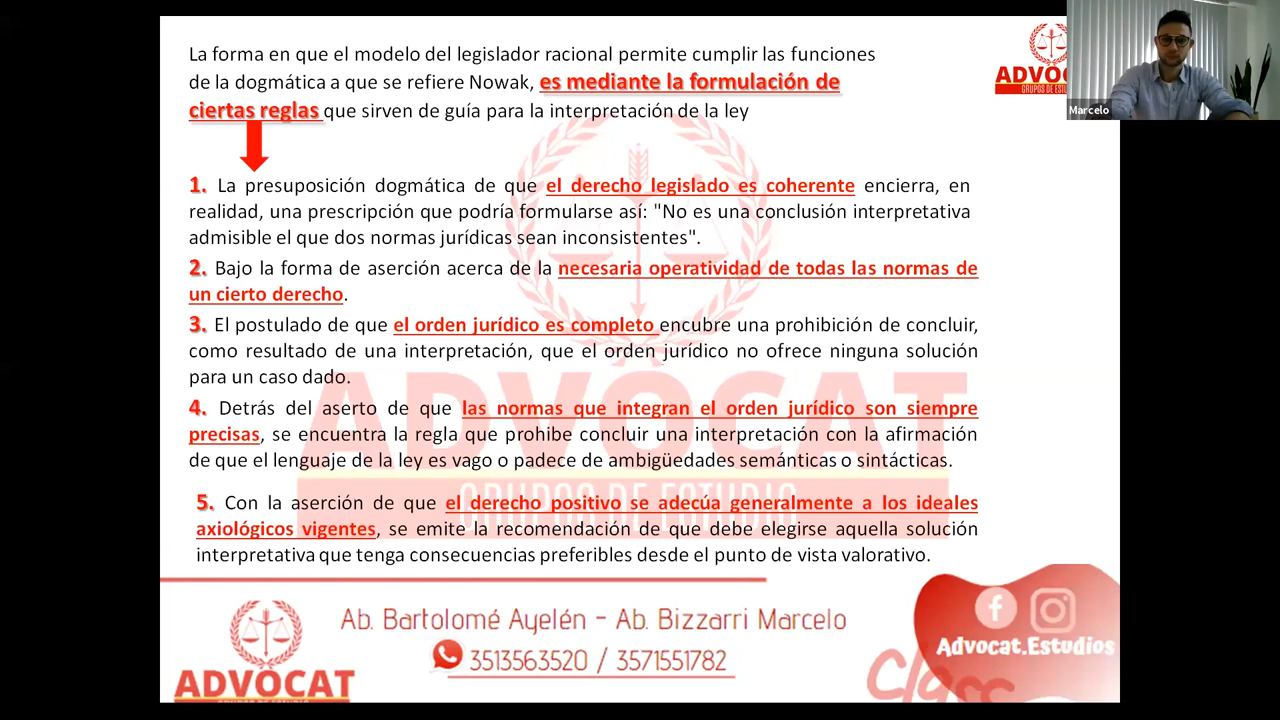 La forma en que el modelo del legislador racional permite cumplir las funciones
de la dogmática a que se refiere Nowak, es mediante la formulación de
ciertas reglas que sirven de guía para la interpretación de la ley
ADVOC
GRUPOS DE EST
Marcelo
1. La presuposición dogmática de que el derecho legislado es coherente encierra, en
realidad, una prescripción que podría formularse así: "No es una conclusión interpretativa
admisible el que dos normas jurídicas sean inconsistentes".
2. Bajo la forma de aserción acerca de la necesaria operatividad de todas las normas de
un cierto derecho.
3. El postulado de que el orden jurídico es completo encubre una prohibición de concluir,
como resultado de una interpretación, que el orden jurídico no ofrece ninguna solución
para un caso dado.
4. Detrás del aserto de que las normas que integran el orden jurídico son siempre
precisas, se encuentra la regla que prohibe concluir una interpretación con la afirmación
de que el lenguaje de la ley es vago o padece de ambigüedades semánticas o sintácticas.
5. Con la aserción de que el derecho positivo se adecúa generalmente a los ideales
axiológicos vigentes, se emite la recomendación de que debe elegirse aquella solución
interpretativa que tenga consecuencias preferibles desde el punto de vista valorativo.
ADVOCAT
GRUPOS DE ESTUDIO
Ab. Bartolomé Ayelén - Ab. Bizzarri Marcelo
3513563520 / 3571551782
ADVOCAT
GRUPOS DE ESTUDIO
Advocat.Estudios
Class